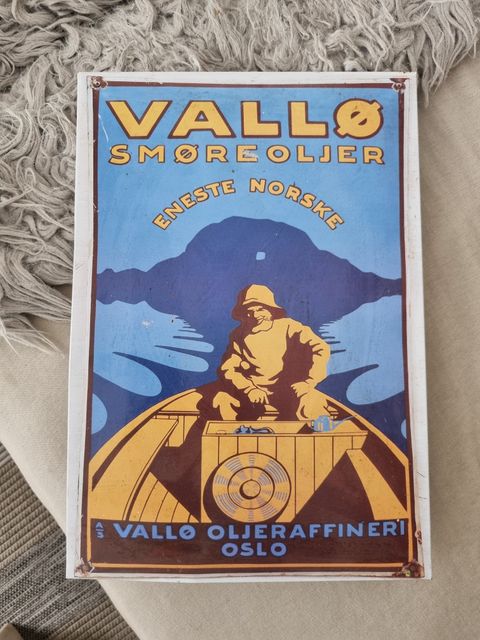 VALLØ
SMØREOLJER
ENESTE NORSKE
A/S VALLØ OLJERAFFINERI
OSLO